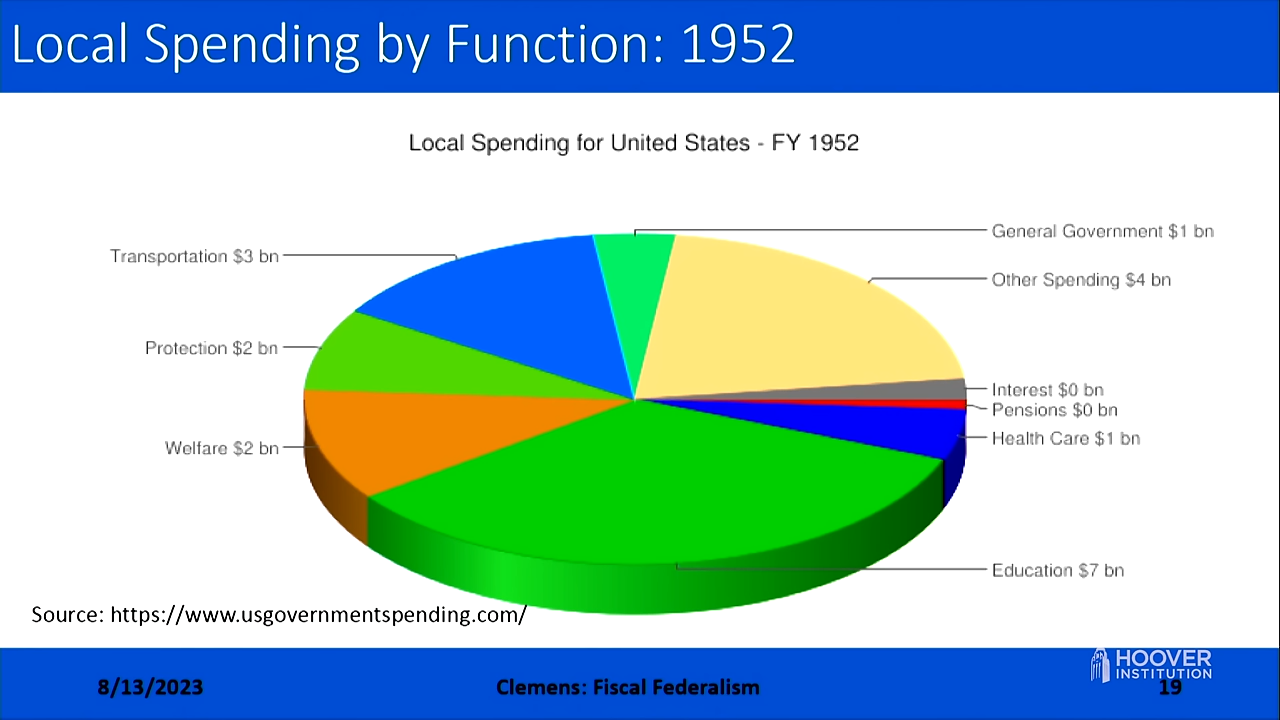 Local Spending by Function: 1952
Local Spending for United States - FY 1952
General Government $1 bn
Transportation $3 bn
Other Spending $4 bn
Protection $2 bn
Interest $0 bn
Pensions $0 bn
Health Care $1 bn
Welfare $2 bn
Education $7 bn
Source: https://www.usgovernmentspending.com/
HOOVER
INSTITUTION
8/13/2023
Clemens: Fiscal Federalism
19